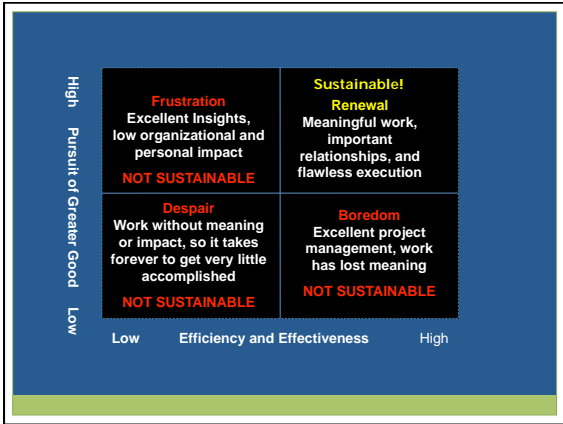 High Pursuit of Greater Good Low
Frustration
Excellent Insights,
low organizational and
personal impact
NOT SUSTAINABLE
Sustainable!
Renewal
Meaningful work,
important
relationships, and
flawless execution
Despair
Work without meaning
or impact, so it takes
forever to get very little
accomplished
NOT SUSTAINABLE
Boredom
Excellent project
management, work
has lost meaning
NOT SUSTAINABLE
Low Efficiency and Effectiveness High